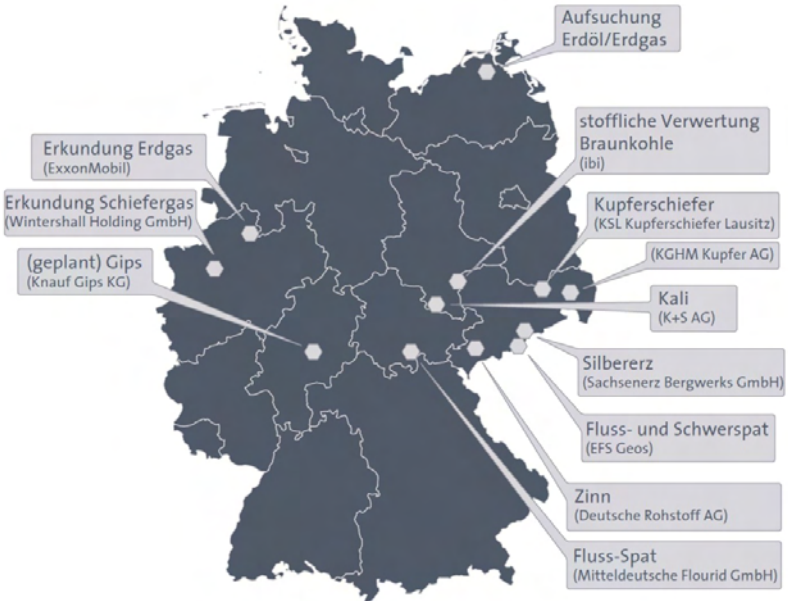 Aufsuchung
Erdöl/Erdgas
stoffliche Verwertung
Braunkohle
(ibi)
Erkundung Erdgas
(ExxonMobil)
Erkundung Schiefergas
(Wintershall Holding GmbH)
Kupferschiefer
(KSL Kupferschiefer Lausitz)
(KGHM Kupfer AG)
(geplant) Gips
(Knauf Gips KG)
Kali
(K+S AG)
Silbererz
(Sachsenerz Bergwerks GmbH)
Fluss- und Schwerspat
(EFS Geos)
Zinn
(Deutsche Rohstoff AG)
Fluss-Spat
(Mitteldeutsche Flourid GmbH)